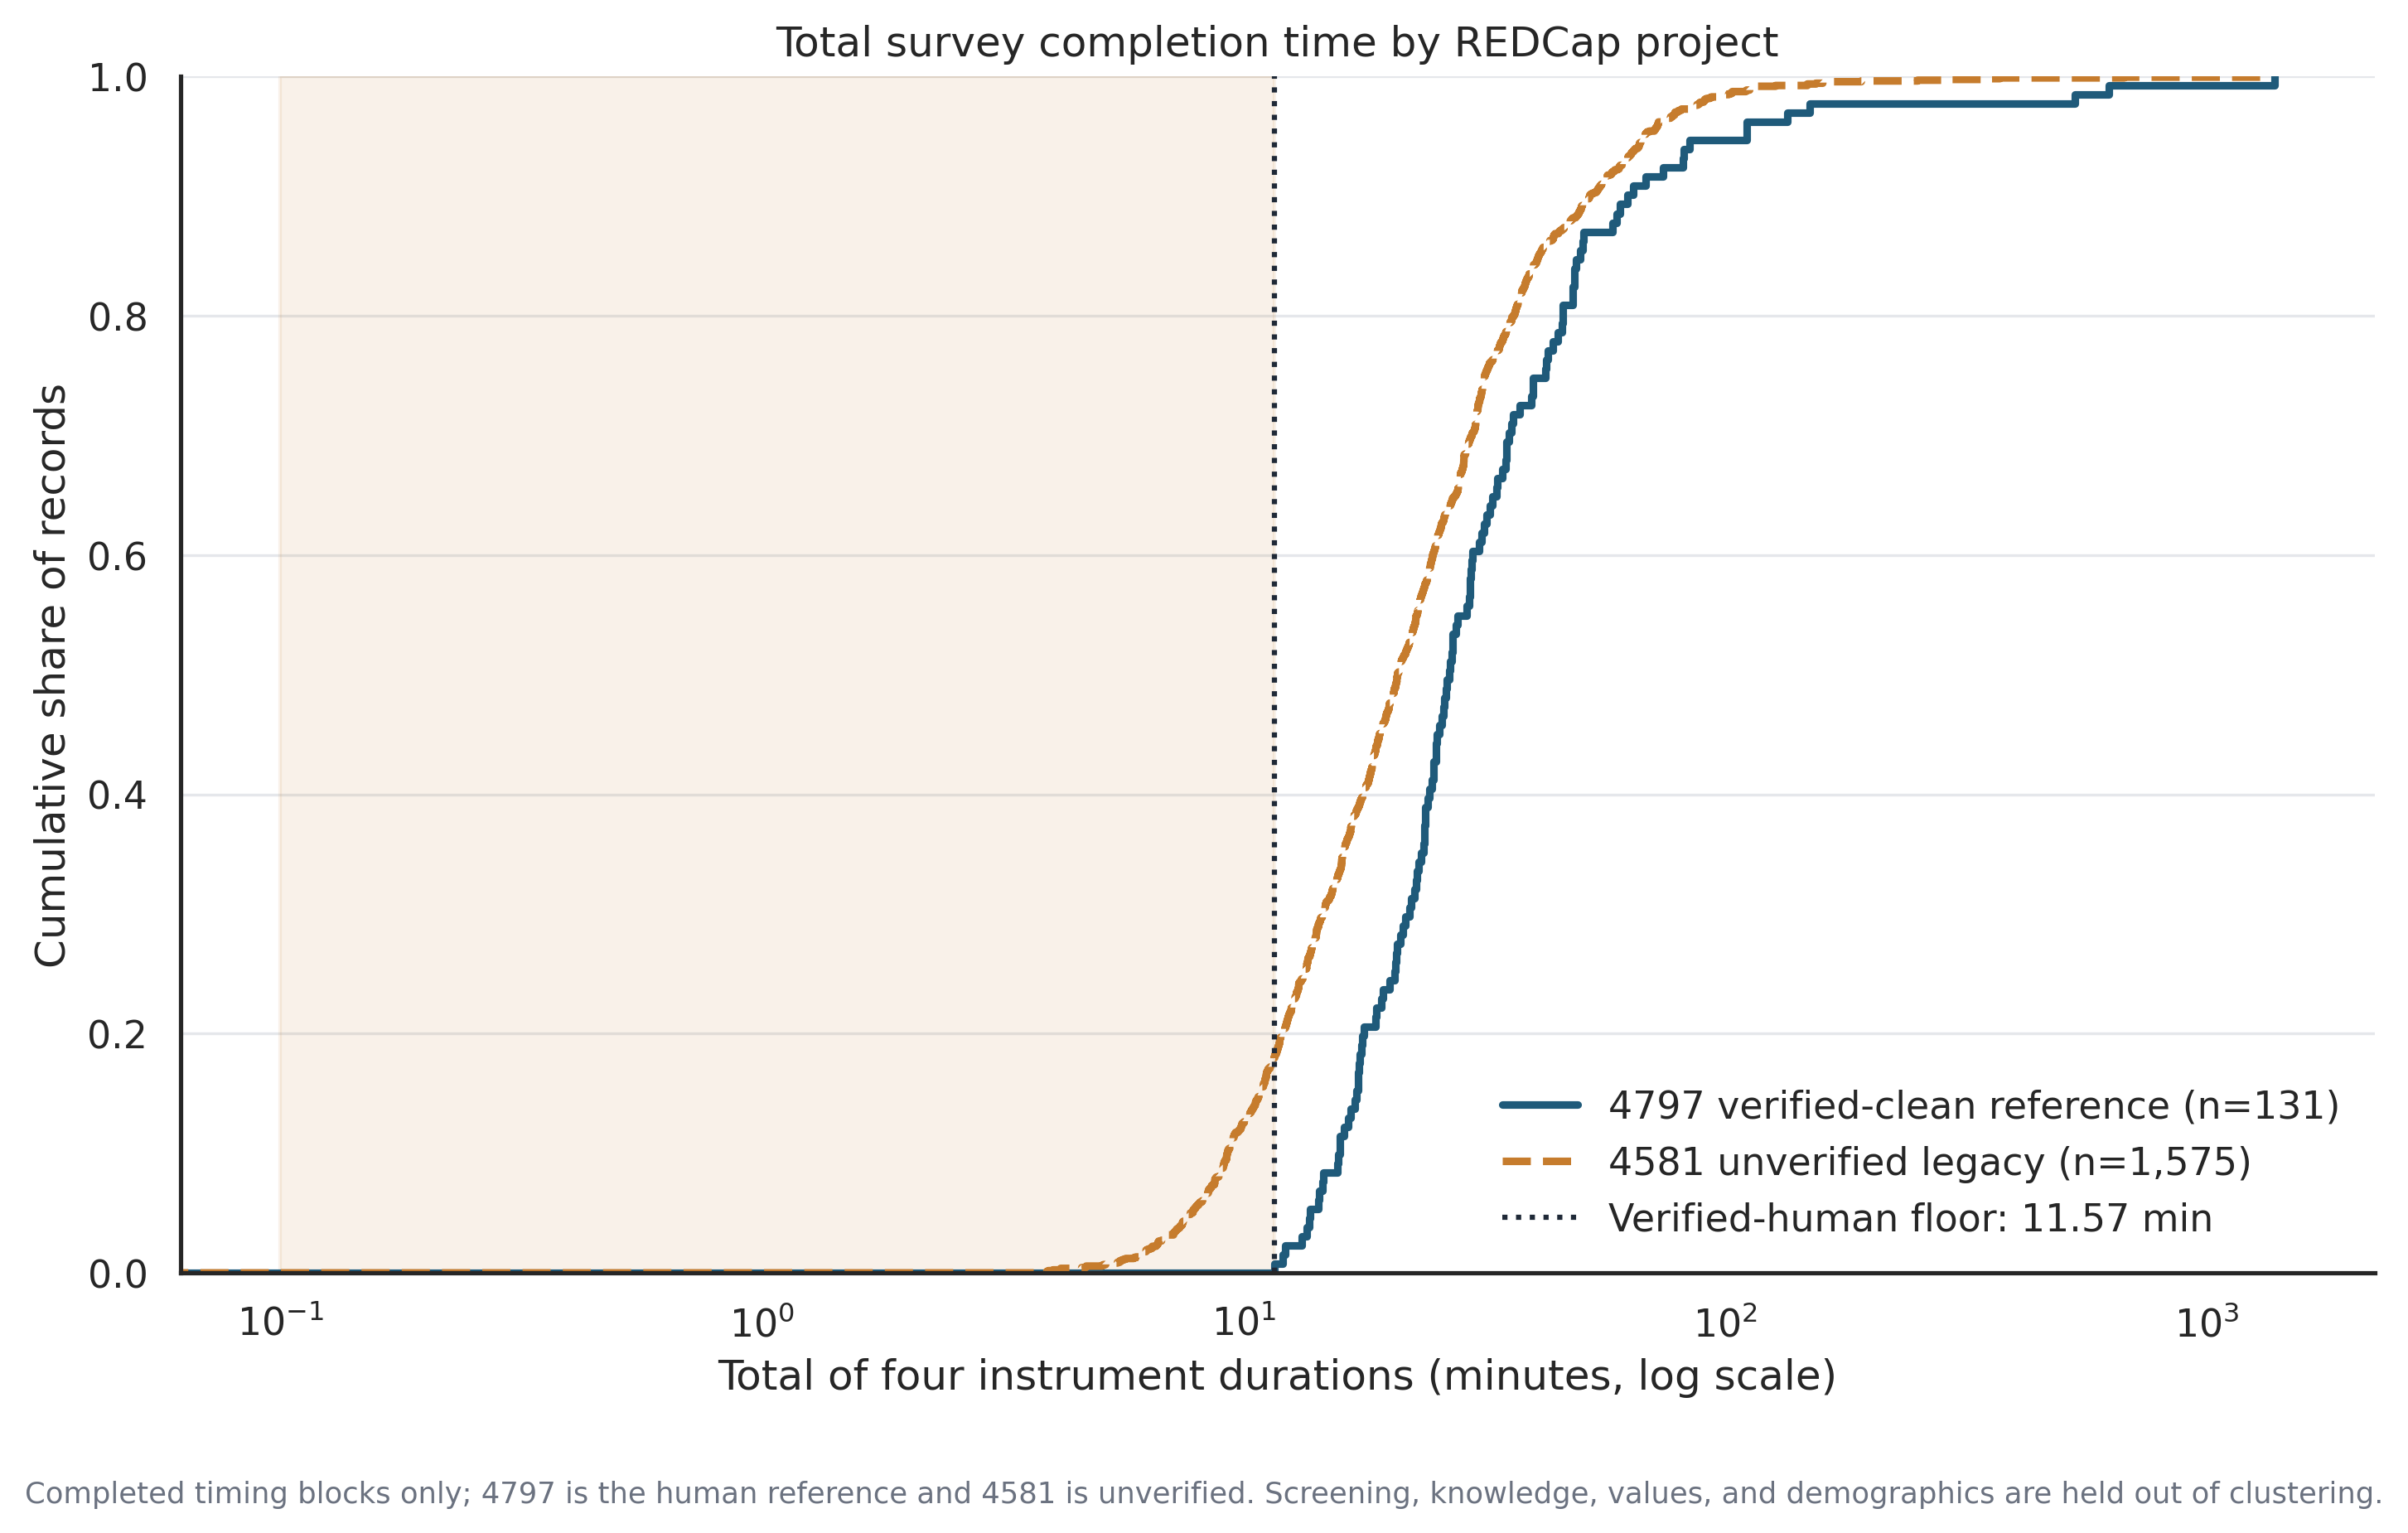 Total survey completion time by REDCap project
1.0
0.8
0.6
0.4
0.2
0.0
Cumulative share of records
4797 verified-clean reference (n=131)
4581 unverified legacy (n=1,575)
Verified-human floor: 11.57 min
10⁻¹ 10⁰ 10¹ 10² 10³
Total of four instrument durations (minutes, log scale)
Completed timing blocks only; 4797 is the human reference and 4581 is unverified. Screening, knowledge, values, and demographics are held out of clustering.